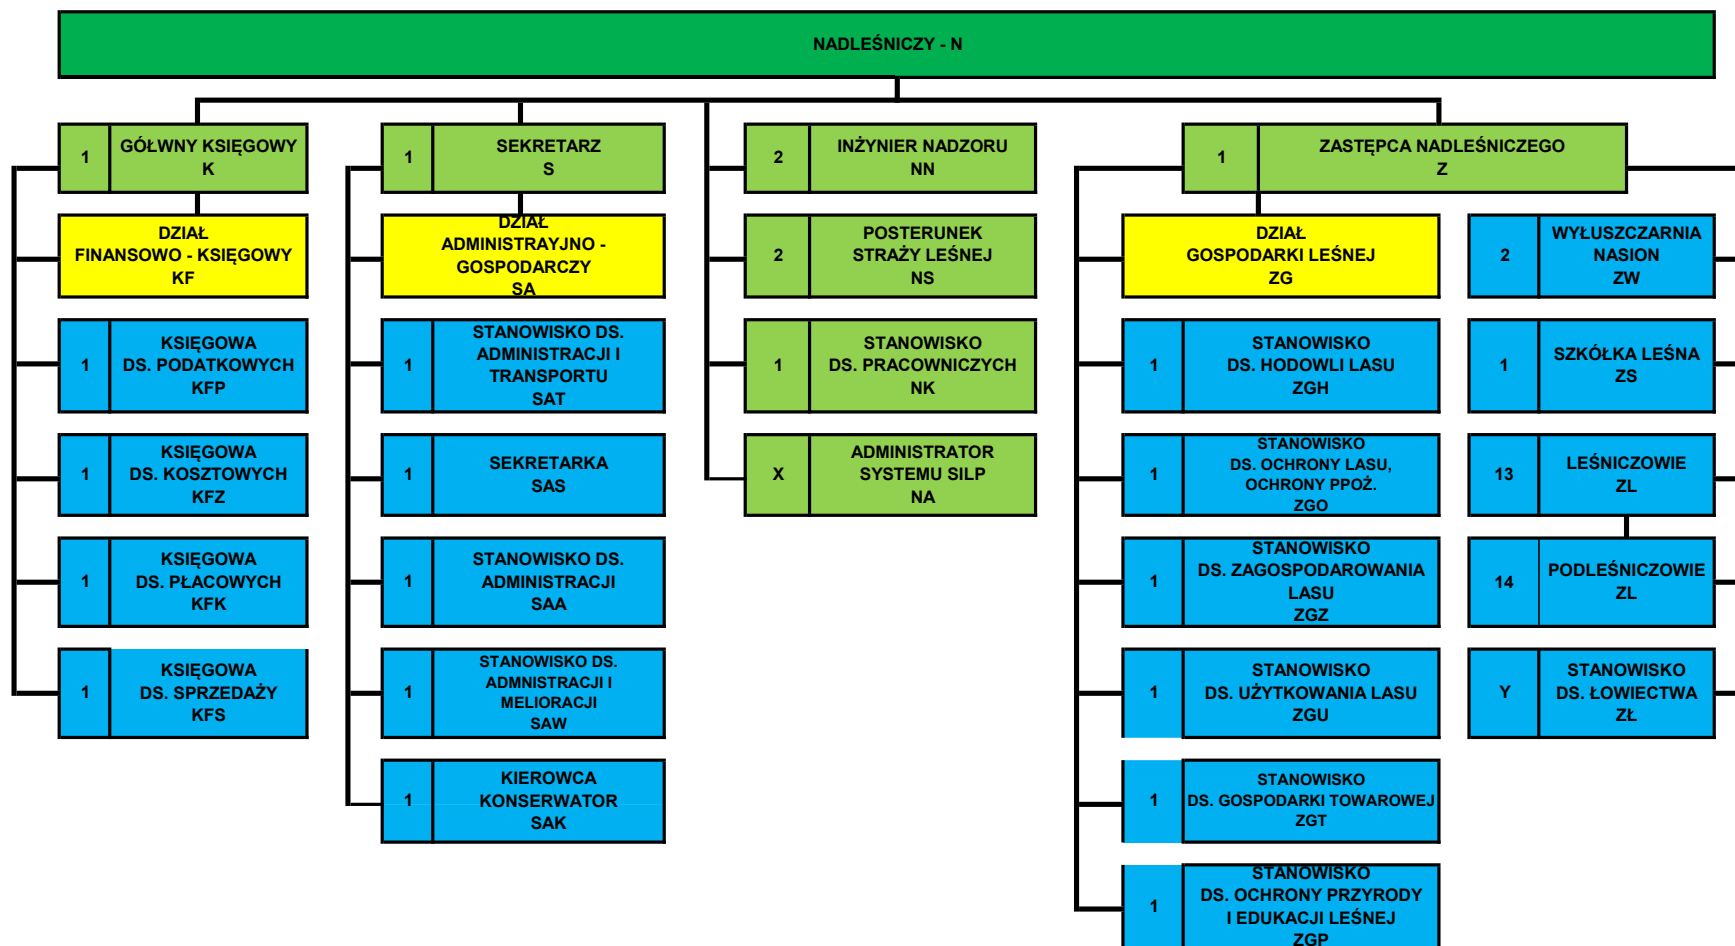 NADLEŚNICZY - N
1
GÓŁWNY KSIĘGOWY
K
DZIAŁ
FINANSOWO - KSIĘGOWY
KF
1
KSIĘGOWA
DS. PODATKOWYCH
KFP
1
KSIĘGOWA
DS. KOSZTOWYCH
KFZ
1
KSIĘGOWA
DS. PŁACOWYCH
KFK
1
KSIĘGOWA
DS. SPRZEDAŻY
KFS
1
SEKRETARZ
S
DZIAŁ
ADMINISTRAYJNO -
GOSPODARCZY
SA
1
STANOWISKO DS.
ADMINISTRACJI I
TRANSPORTU
SAT
1
SEKRETARKA
SAS
1
STANOWISKO DS.
ADMINISTRACJI
SAA
1
STANOWISKO DS.
ADMNISTRACJI I
MELIORACJI
SAW
1
KIEROWCA
KONSERWATOR
SAK
2
INŻYNIER NADZORU
NN
2
POSTERUNEK
STRAŻY LEŚNEJ
NS
1
STANOWISKO
DS. PRACOWNICZYCH
NK
X
ADMINISTRATOR
SYSTEMU SILP
NA
1
ZASTĘPCA NADLEŚNICZEGO
Z
DZIAŁ
GOSPODARKI LEŚNEJ
ZG
1
STANOWISKO
DS. HODOWLI LASU
ZGH
1
STANOWISKO
DS. OCHRONY LASU,
OCHRONY PPOŻ.
ZGO
1
STANOWISKO
DS. ZAGOSPODAROWANIA
LASU
ZGZ
1
STANOWISKO
DS. UŻYTKOWANIA LASU
ZGU
1
STANOWISKO
DS. GOSPODARKI TOWAROWEJ
ZGT
1
STANOWISKO
DS. OCHRONY PRZYRODY
I EDUKACJI LEŚNEJ
ZGP
2
WYŁUSZCZARNIA
NASION
ZW
1
SZKÓŁKA LEŚNA
ZS
13
LEŚNICZOWIE
ZL
14
PODLEŚNICZOWIE
ZL
Y
STANOWISKO
DS. ŁOWIECTWA
ZŁ